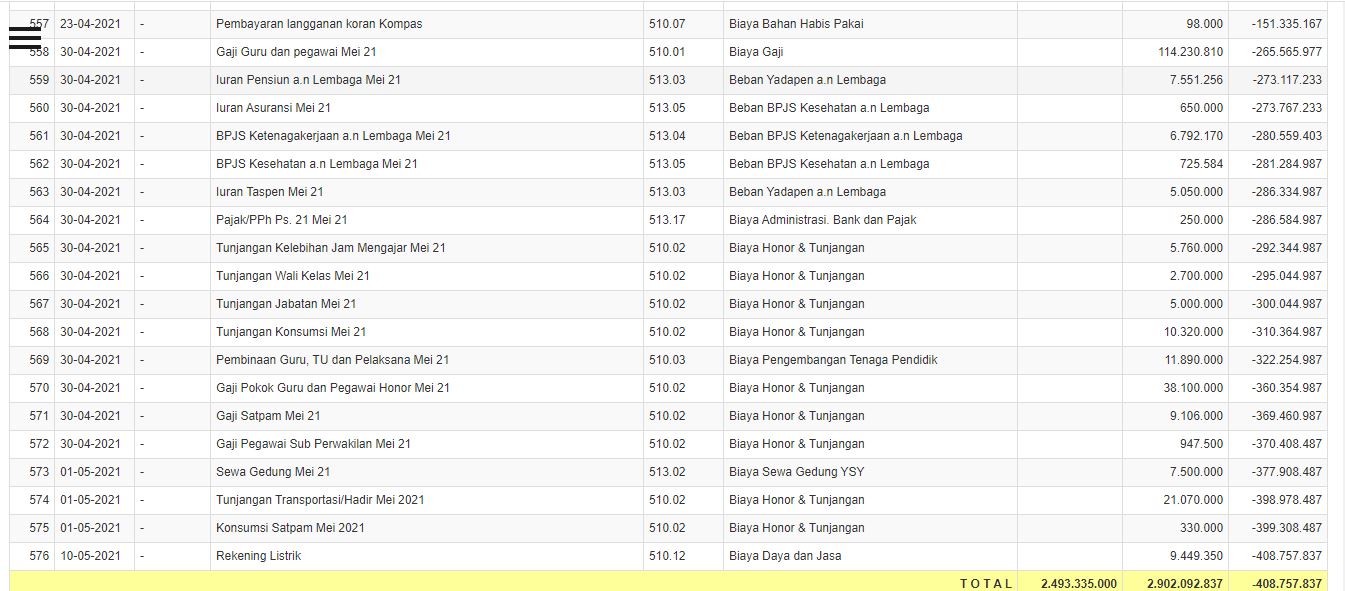 557 23-04-2021 - Pembayaran langganan koran Kompas 510.07 Biaya Bahan Habis Pakai 98.000 -151.335.167
558 30-04-2021 - Gaji Guru dan pegawai Mei 21 510.01 Biaya Gaji 114.230.810 -265.565.977
559 30-04-2021 - Iuran Pensiun a.n Lembaga Mei 21 513.03 Beban Yadapen a.n Lembaga 7.551.256 -273.117.233
560 30-04-2021 - Iuran Asuransi Mei 21 513.05 Beban BPJS Kesehatan a.n Lembaga 650.000 -273.767.233
561 30-04-2021 - BPJS Ketenagakerjaan a.n Lembaga Mei 21 513.04 Beban BPJS Ketenagakerjaan a.n Lembaga 6.792.170 -280.559.403
562 30-04-2021 - BPJS Kesehatan a.n Lembaga Mei 21 513.05 Beban BPJS Kesehatan a.n Lembaga 725.584 -281.284.987
563 30-04-2021 - Iuran Taspen Mei 21 513.03 Beban Yadapen a.n Lembaga 5.050.000 -286.334.987
564 30-04-2021 - Pajak/PPh Ps. 21 Mei 21 513.17 Biaya Administrasi. Bank dan Pajak 250.000 -286.584.987
565 30-04-2021 - Tunjangan Kelebihan Jam Mengajar Mei 21 510.02 Biaya Honor & Tunjangan 5.760.000 -292.344.987
566 30-04-2021 - Tunjangan Wali Kelas Mei 21 510.02 Biaya Honor & Tunjangan 2.700.000 -295.044.987
567 30-04-2021 - Tunjangan Jabatan Mei 21 510.02 Biaya Honor & Tunjangan 5.000.000 -300.044.987
568 30-04-2021 - Tunjangan Konsumsi Mei 21 510.02 Biaya Honor & Tunjangan 10.320.000 -310.364.987
569 30-04-2021 - Pembinaan Guru, TU dan Pelaksana Mei 21 510.03 Biaya Pengembangan Tenaga Pendidik 11.890.000 -322.254.987
570 30-04-2021 - Gaji Pokok Guru dan Pegawai Honor Mei 21 510.02 Biaya Honor & Tunjangan 38.100.000 -360.354.987
571 30-04-2021 - Gaji Satpam Mei 21 510.02 Biaya Honor & Tunjangan 9.106.000 -369.460.987
572 30-04-2021 - Gaji Pegawai Sub Perwakilan Mei 21 510.02 Biaya Honor & Tunjangan 947.500 -370.408.487
573 01-05-2021 - Sewa Gedung Mei 21 513.02 Biaya Sewa Gedung YSY 7.500.000 -377.908.487
574 01-05-2021 - Tunjangan Transportasi/Hadir Mei 2021 510.02 Biaya Honor & Tunjangan 21.070.000 -398.978.487
575 01-05-2021 - Konsumsi Satpam Mei 2021 510.02 Biaya Honor & Tunjangan 330.000 -399.308.487
576 10-05-2021 - Rekening Listrik 510.12 Biaya Daya dan Jasa 9.449.350 -408.757.837
T O T A L 2.493.335.000 2.902.092.837 -408.757.837